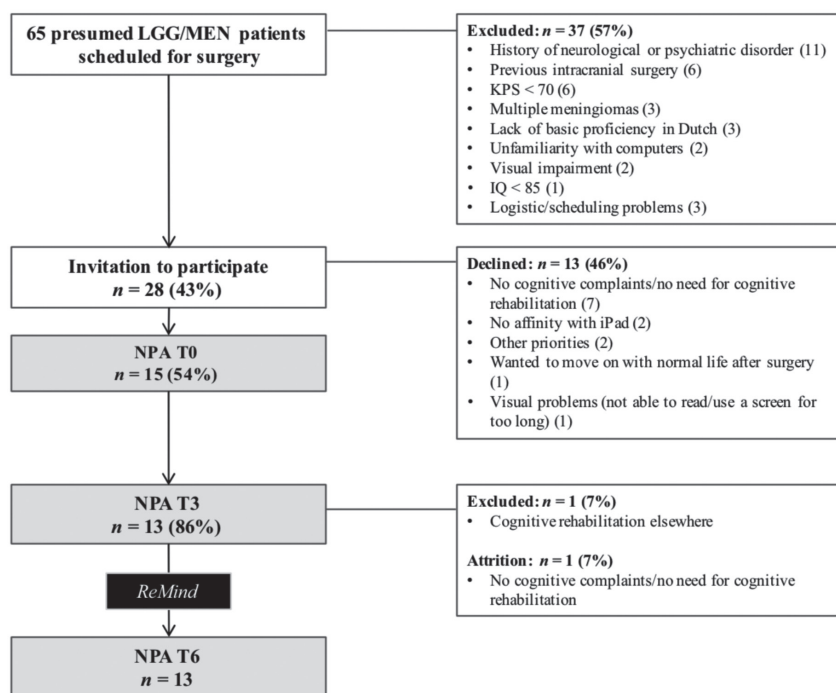 65 presumed LGG/MEN patients
scheduled for surgery
Excluded: n = 37 (57%)
• History of neurological or psychiatric disorder (11)
• Previous intracranial surgery (6)
• KPS < 70 (6)
• Multiple meningiomas (3)
• Lack of basic proficiency in Dutch (3)
• Unfamiliarity with computers (2)
• Visual impairment (2)
• IQ < 85 (1)
• Logistic/scheduling problems (3)
Invitation to participate
n = 28 (43%)
Declined: n = 13 (46%)
• No cognitive complaints/no need for cognitive
rehabilitation (7)
• No affinity with iPad (2)
• Other priorities (2)
• Wanted to move on with normal life after surgery
(1)
• Visual problems (not able to read/use a screen for
too long) (1)
NPA T0
n = 15 (54%)
NPA T3
n = 13 (86%)
Excluded: n = 1 (7%)
• Cognitive rehabilitation elsewhere
Attrition: n = 1 (7%)
• No cognitive complaints/no need for cognitive
rehabilitation
ReMind
NPA T6
n = 13